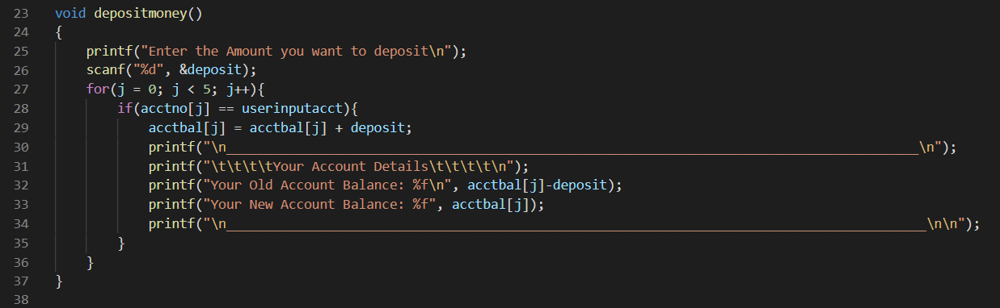 23 void depositmoney()
24 {
25 printf("Enter the Amount you want to deposit\n");
26 scanf("%d", &deposit);
27 for(j = 0; j < 5; j++){
28 if(acctno[j] == userinputacct){
29 acctbal[j] = acctbal[j] + deposit;
30 printf("\n_________________________________________________________________________________________\n");
31 printf("\t\t\t\tYour Account Details\t\t\t\t\n");
32 printf("Your Old Account Balance: %f\n", acctbal[j]-deposit);
33 printf("Your New Account Balance: %f", acctbal[j]);
34 printf("\n__________________________________________________________________________________________\n\n");
35 }
36 }
37 }
38